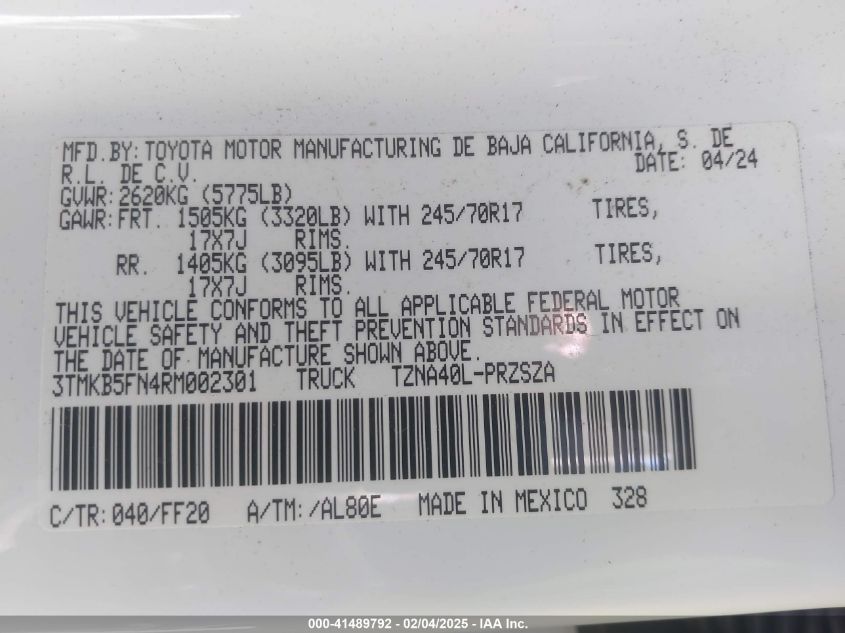 MFD.BY: TOYOTA MOTOR MANUFACTURING DE BAJA CALIFORNIA, S. DE
R.L. DE C.V. DATE: 04/24
GVWR: 2620KG (5775LB)
GAWR: FRT. 1505KG (3320LB) WITH 245/70R17 TIRES,
17X7J RIMS.
RR. 1405KG (3095LB) WITH 245/70R17 TIRES,
17X7J RIMS.
THIS VEHICLE CONFORMS TO ALL APPLICABLE FEDERAL MOTOR
VEHICLE SAFETY AND THEFT PREVENTION STANDARDS IN EFFECT ON
THE DATE OF MANUFACTURE SHOWN ABOVE.
3TMKB5FN4RM002301 TRUCK TZNA40L-PRZSZA
C/TR: 040/FF20 A/TM: /AL80E MADE IN MEXICO 328
000-41489792 - 02/04/2025 - IAA Inc.